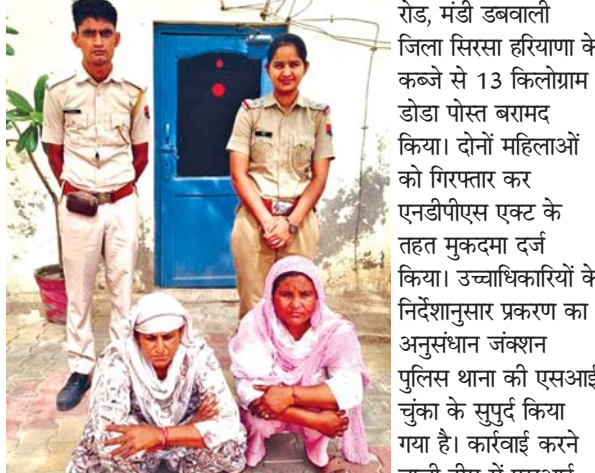 रोड, मंडी डबवाली
जिला सिरसा हरियाणा के
कब्जे से 13 किलोग्राम
डोडा पोस्त बरामद
किया। दोनों महिलाओं
को गिरफ्तार कर
एनडीपीएस एक्ट के
तहत मुकदमा दर्ज
किया। उच्चाधिकारियों के
निर्देशानुसार प्रकरण का
अनुसंधान जंक्शन
पुलिस थाना की एसआई
चुंका के सुपुर्द किया
गया है। कार्रवाई करने